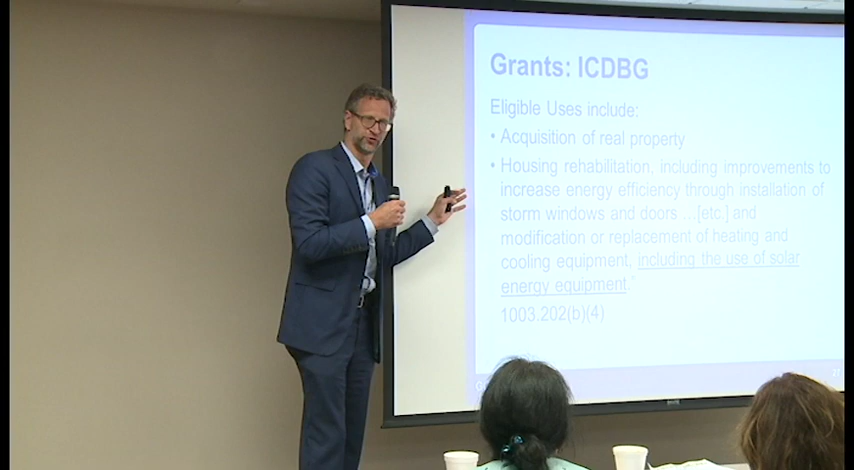 Grants: ICDBG
Eligible Uses include:
• Acquisition of real property
• Housing rehabilitation, including improvements to
increase energy efficiency through installation of
storm windows and doors …[etc.] and
modification or replacement of heating and
cooling equipment, including the use of solar
energy equipment.”
1003.202(b)(4)
21